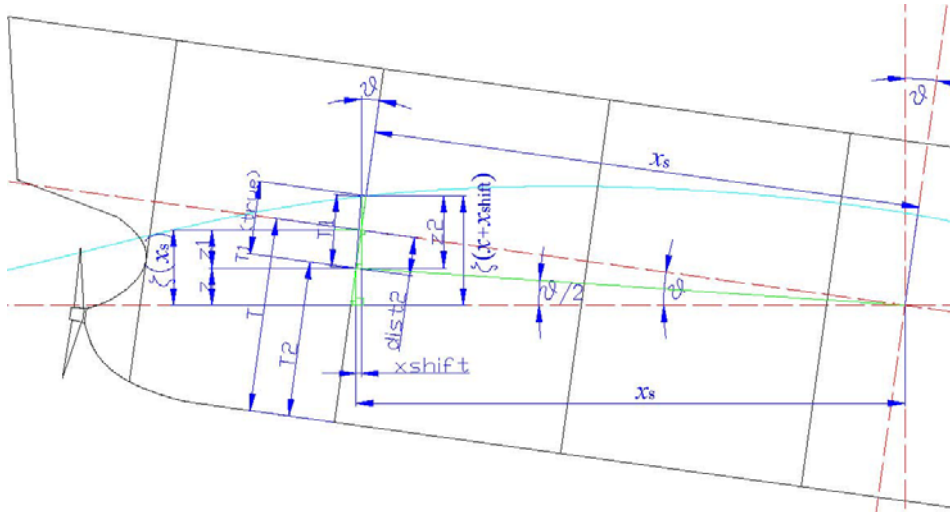 ϑ
ϑ
xₛ
T1 (true)
T1
z2
ζ(x+xshift)
ζ(xₛ)
z1
z
T
T2
dist2
ϑ/2
ϑ
xshift
xₛ